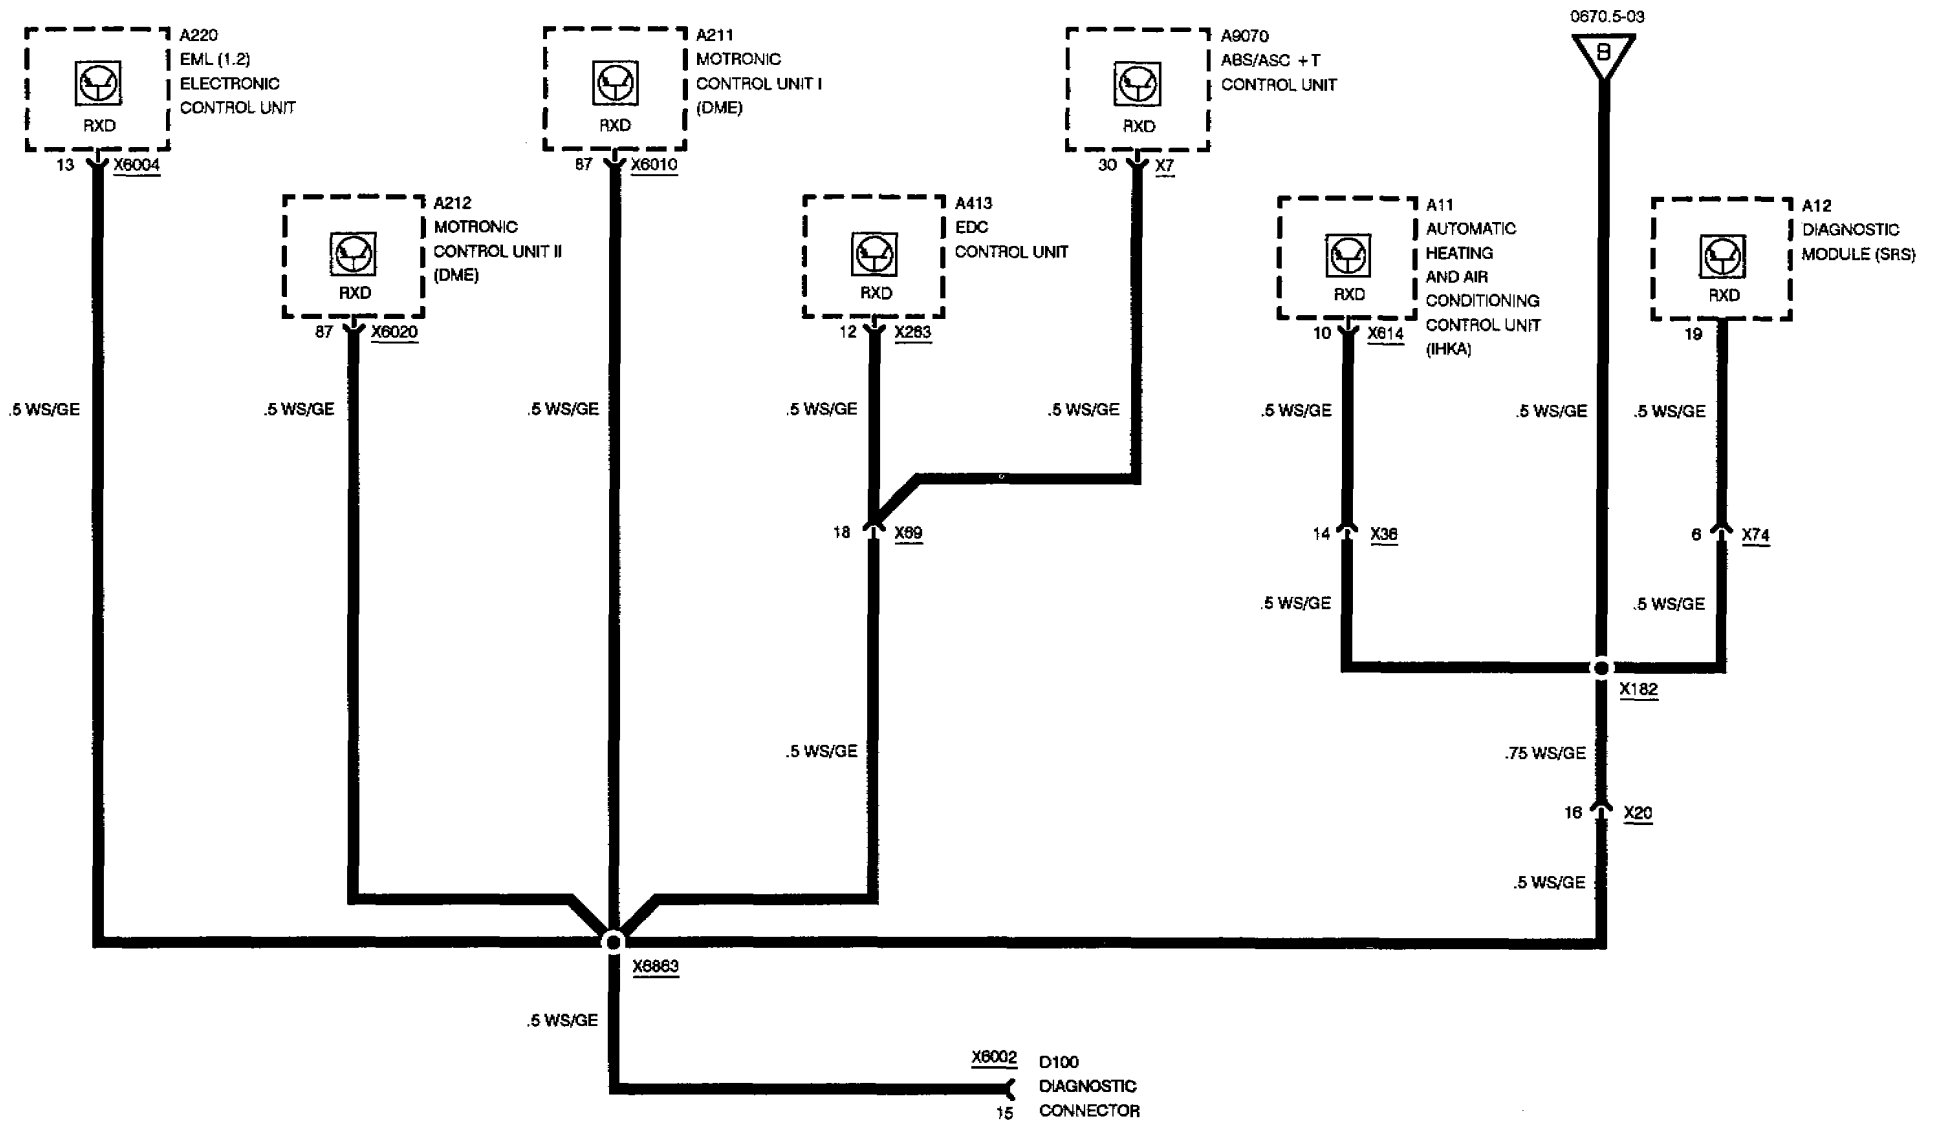 0670.5-03
B
A220
EML (1.2)
ELECTRONIC
CONTROL UNIT
RXD
13
X6004
A211
MOTRONIC
CONTROL UNIT I
(DME)
RXD
87
X6010
A9070
ABS/ASC +T
CONTROL UNIT
RXD
30
X7
A212
MOTRONIC
CONTROL UNIT II
(DME)
RXD
87
X6020
A413
EDC
CONTROL UNIT
RXD
12
X263
A11
AUTOMATIC
HEATING
AND AIR
CONDITIONING
CONTROL UNIT
(IHKA)
RXD
10
X614
A12
DIAGNOSTIC
MODULE (SRS)
RXD
19
.5 WS/GE
.5 WS/GE
.5 WS/GE
.5 WS/GE
.5 WS/GE
.5 WS/GE
.5 WS/GE
.5 WS/GE
18
X69
14
X36
6
X74
.5 WS/GE
.5 WS/GE
X182
.5 WS/GE
.75 WS/GE
16
X20
.5 WS/GE
X6863
.5 WS/GE
X6002
15
D100
DIAGNOSTIC
CONNECTOR